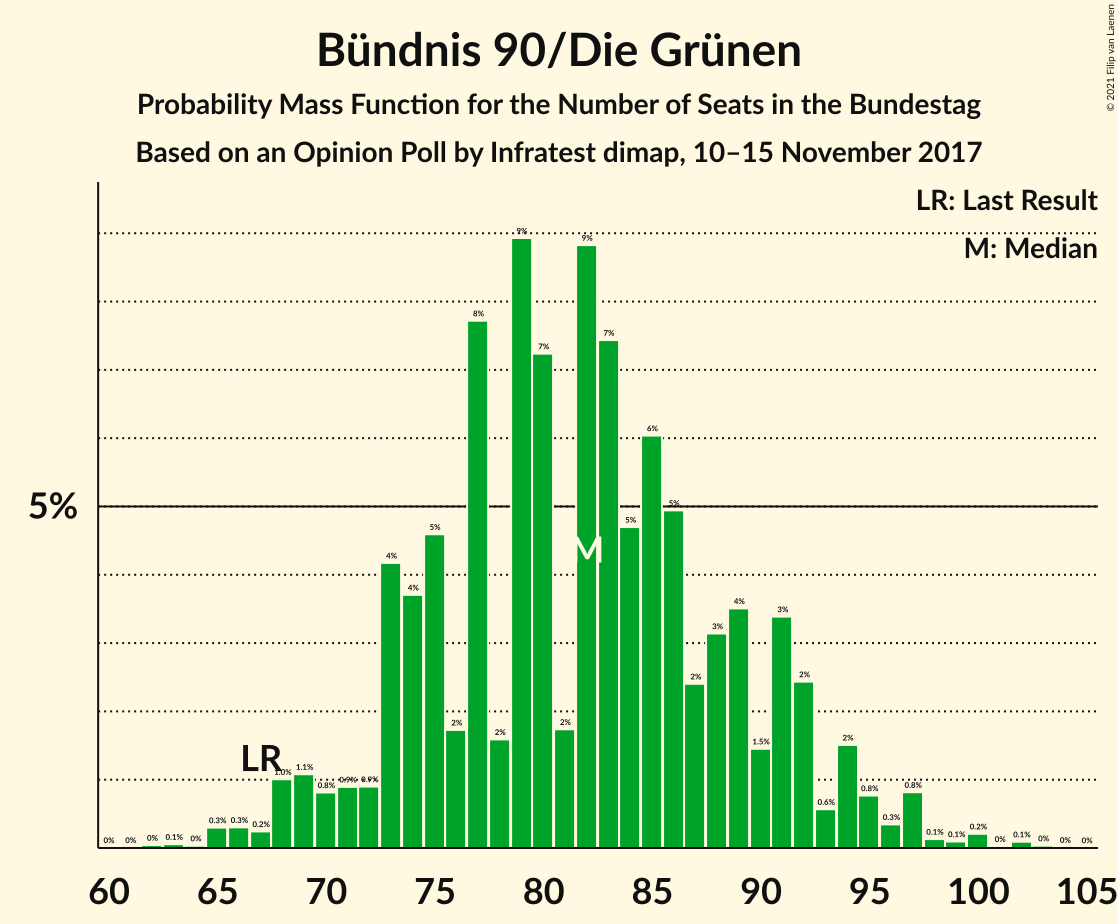 Bündnis 90/Die Grünen
Probability Mass Function for the Number of Seats in the Bundestag
Based on an Opinion Poll by Infratest dimap, 10–15 November 2017
© 2021 Filip van Laenen
LR: Last Result
M: Median
5%
LR
M
0% 0% 0% 0.1% 0% 0.3% 0.3% 0.2% 1.0% 1.1% 0.8% 0.9% 0.9% 4% 4% 5% 2% 8% 2% 9% 7% 2% 9% 7% 5% 6% 5% 2% 3% 4% 1.5% 3% 2% 0.6% 2% 0.8% 0.3% 0.8% 0.1% 0.1% 0.2% 0% 0.1% 0% 0% 0%
60 65 70 75 80 85 90 95 100 105